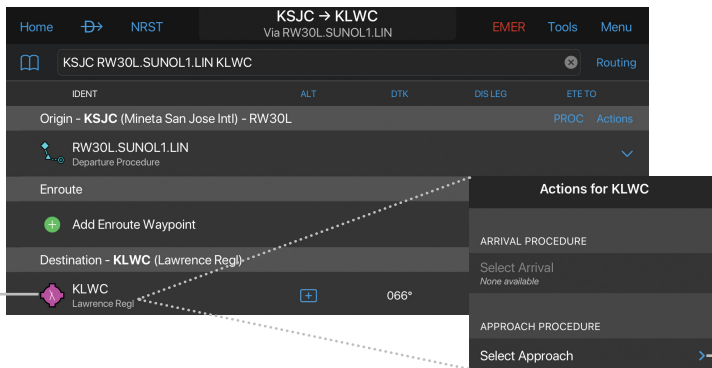 Home D NRST KSJC → KLWC EMER Tools Menu
Via RW30L.SUNOL1.LIN
KSJC RW30L.SUNOL1.LIN KLWC Routing
IDENT ALT DTK DIS LEG ETE TO
Origin - KSJC (Mineta San Jose Intl) - RW30L PROC Actions
RW30L.SUNOL1.LIN
Departure Procedure
Enroute
Add Enroute Waypoint
Destination - KLWC (Lawrence Regl)
KLWC 066°
Lawrence Regl
Actions for KLWC
ARRIVAL PROCEDURE
Select Arrival
None available
APPROACH PROCEDURE
Select Approach